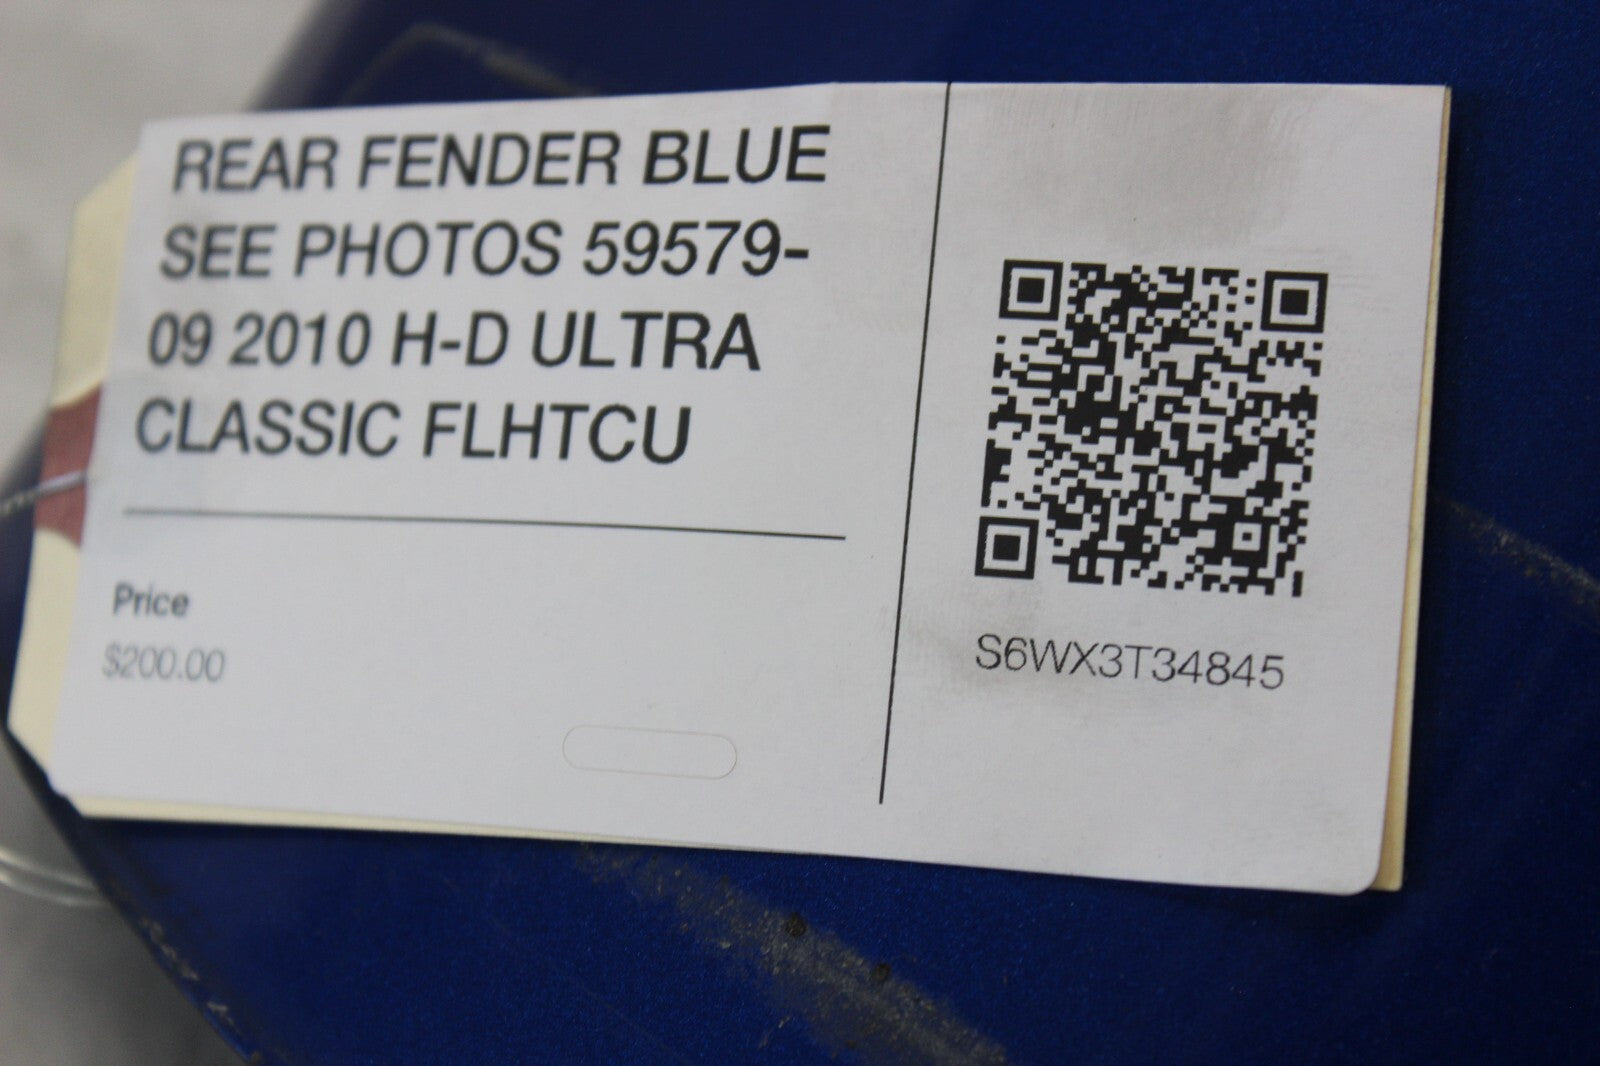 REAR FENDER BLUE
SEE PHOTOS 59579-
09 2010 H-D ULTRA
CLASSIC FLHTCU
Price
$200.00
S6WX3T34845